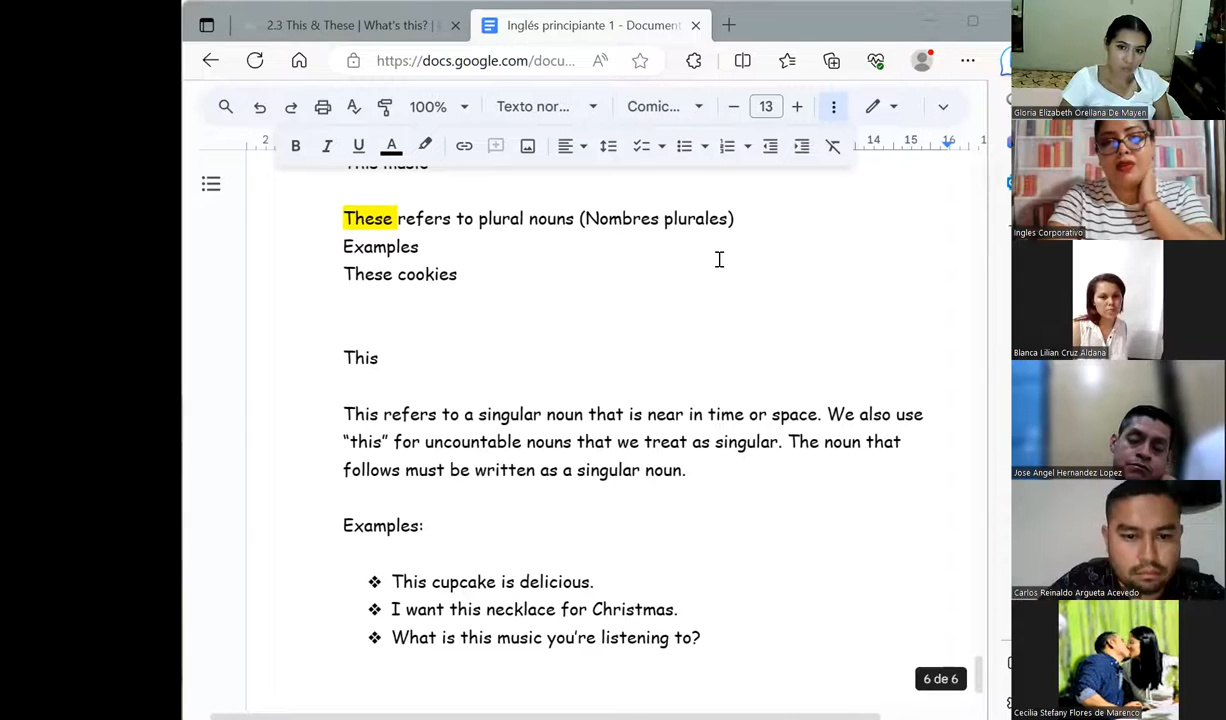 2.3 This & These | What's this? |
Inglés principiante 1 - Document
https://docs.google.com/docu...
100%
Texto nor...
Comic...
13
2
14
15
16
1
This music
These refers to plural nouns (Nombres plurales)
Examples
These cookies
This
This refers to a singular noun that is near in time or space. We also use
“this” for uncountable nouns that we treat as singular. The noun that
follows must be written as a singular noun.
Examples:
❖ This cupcake is delicious.
❖ I want this necklace for Christmas.
❖ What is this music you’re listening to?
6 de 6
Gloria Elizabeth Orellana De Mayen
Ingles Corporativo
Blanca Lilian Cruz Aldana
Jose Angel Hernandez Lopez
Carlos Reinaldo Argueta Acevedo
Cecilia Stefany Flores de Marenco